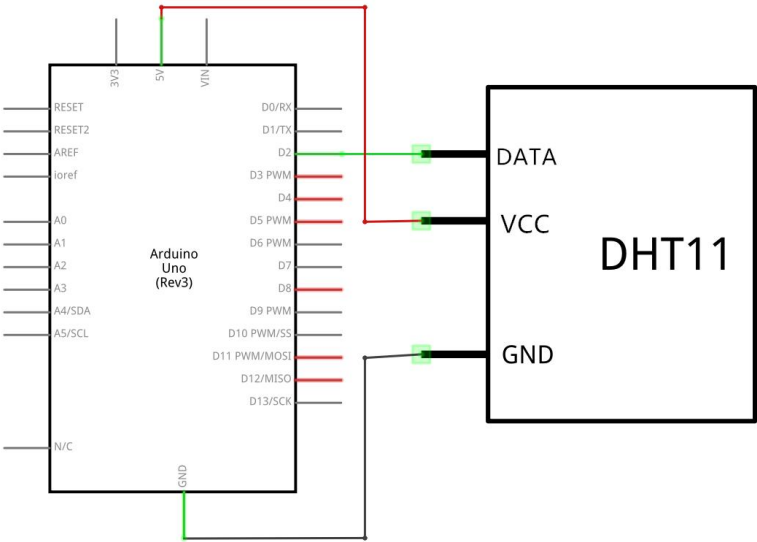 3V3
5V
VIN
RESET
RESET2
AREF
ioref
A0
A1
A2
A3
A4/SDA
A5/SCL
N/C
Arduino
Uno
(Rev3)
D0/RX
D1/TX
D2
D3 PWM
D4
D5 PWM
D6 PWM
D7
D8
D9 PWM
D10 PWM/SS
D11 PWM/MOSI
D12/MISO
D13/SCK
GND
DATA
VCC
DHT11
GND